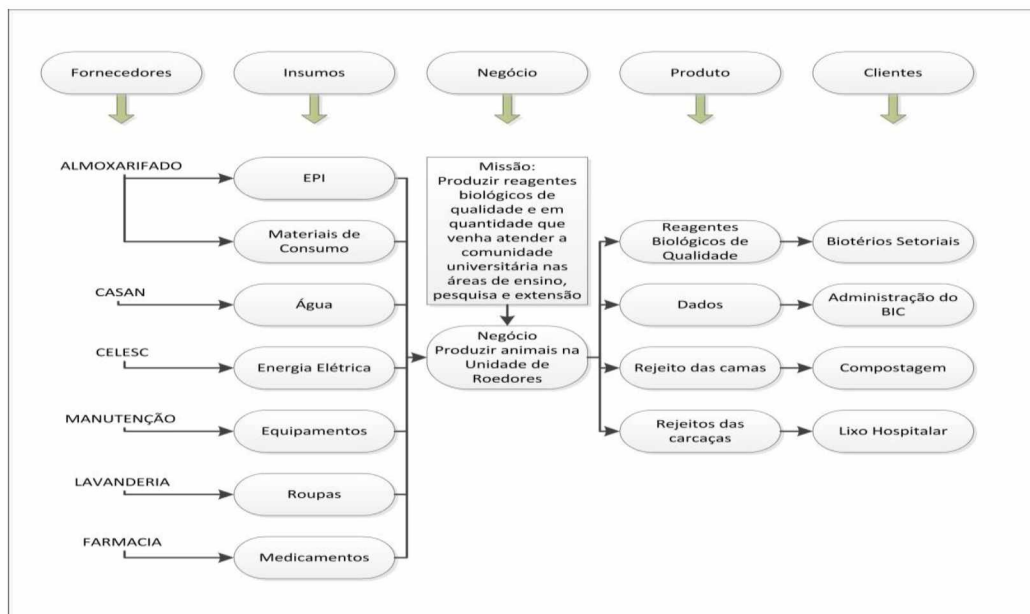 Fornecedores
Insumos
Negócio
Produto
Clientes
ALMOXARIFADO
EPI
Materiais de
Consumo
CASAN
Água
CELESC
Energia Elétrica
MANUTENÇÃO
Equipamentos
LAVANDERIA
Roupas
FARMACIA
Medicamentos
Missão:
Produzir reagentes
biológicos de
qualidade e em
quantidade que
venha atender a
comunidade
universitária nas
áreas de ensino,
pesquisa e extensão
Negócio
Produzir animais na
Unidade de
Roedores
Reagentes
Biológicos de
Qualidade
Biotérios Setoriais
Dados
Administração do
BIC
Rejeito das camas
Compostagem
Rejeitos das
carcaças
Lixo Hospitalar